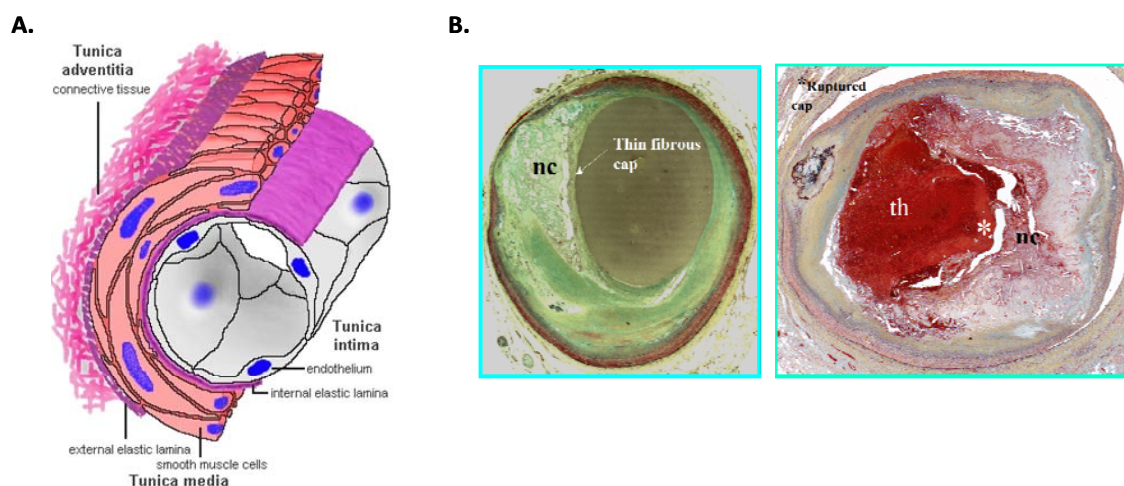 A.
Tunica
adventitia
connective tissue
Tunica
intima
endothelium
internal elastic lamina
external elastic lamina
smooth muscle cells
Tunica media
B.
nc
Thin fibrous
cap
*Ruptured
cap
th
*
nc